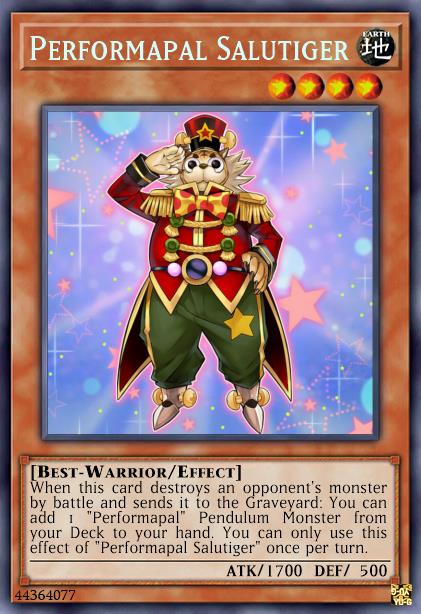 PERFORMAPAL SALUTIGER
EARTH
地
[BEST-WARRIOR/EFFECT]
When this card destroys an opponent's monster
by battle and sends it to the Graveyard: You can
add 1 "Performapal" Pendulum Monster from
your Deck to your hand. You can only use this
effect of "Performapal Salutiger" once per turn.
ATK/1700 DEF/ 500
44364077